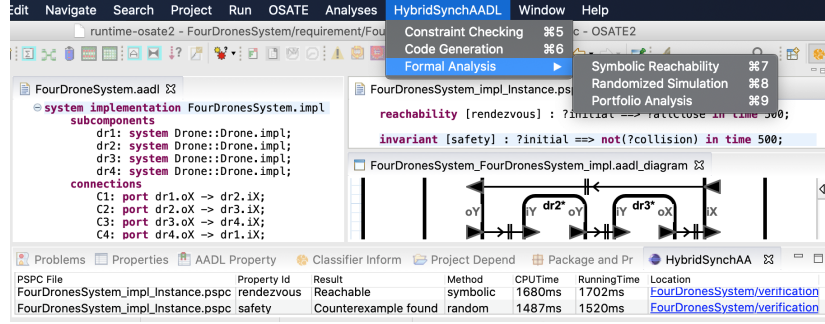 Edit Navigate Search Project Run OSATE Analyses HybridSynchAADL Window Help
runtime-osate2 - FourDronesSystem/requirement/Fou
c - OSATE2
Constraint Checking ⌘5
Code Generation ⌘6
Formal Analysis ▶
Symbolic Reachability ⌘7
Randomized Simulation ⌘8
Portfolio Analysis ⌘9
FourDroneSystem.aadl
system implementation FourDronesSystem.impl
subcomponents
dr1: system Drone::Drone.impl;
dr2: system Drone::Drone.impl;
dr3: system Drone::Drone.impl;
dr4: system Drone::Drone.impl;
connections
C1: port dr1.oX -> dr2.iX;
C2: port dr2.oX -> dr3.iX;
C3: port dr3.oX -> dr4.iX;
C4: port dr4.oX -> dr1.iX;
FourDronesSystem_impl_Instance.ps
reachability [rendezvous] : ?initial ==> ?allClose in time 500;
invariant [safety] : ?initial ==> not(?collision) in time 500;
FourDronesSystem_FourDronesSystem_impl.aadl_diagram
dr2* dr3*
oY iY oY iY oX iX
Problems Properties AADL Property Classifier Inform Project Depend Package and Pr HybridSynchAA
PSPC File Property Id Result Method CPUTime RunningTime Location
FourDronesSystem_impl_Instance.pspc rendezvous Reachable symbolic 1680ms 1702ms FourDronesSystem/verification
FourDronesSystem_impl_Instance.pspc safety Counterexample found random 1487ms 1520ms FourDronesSystem/verification